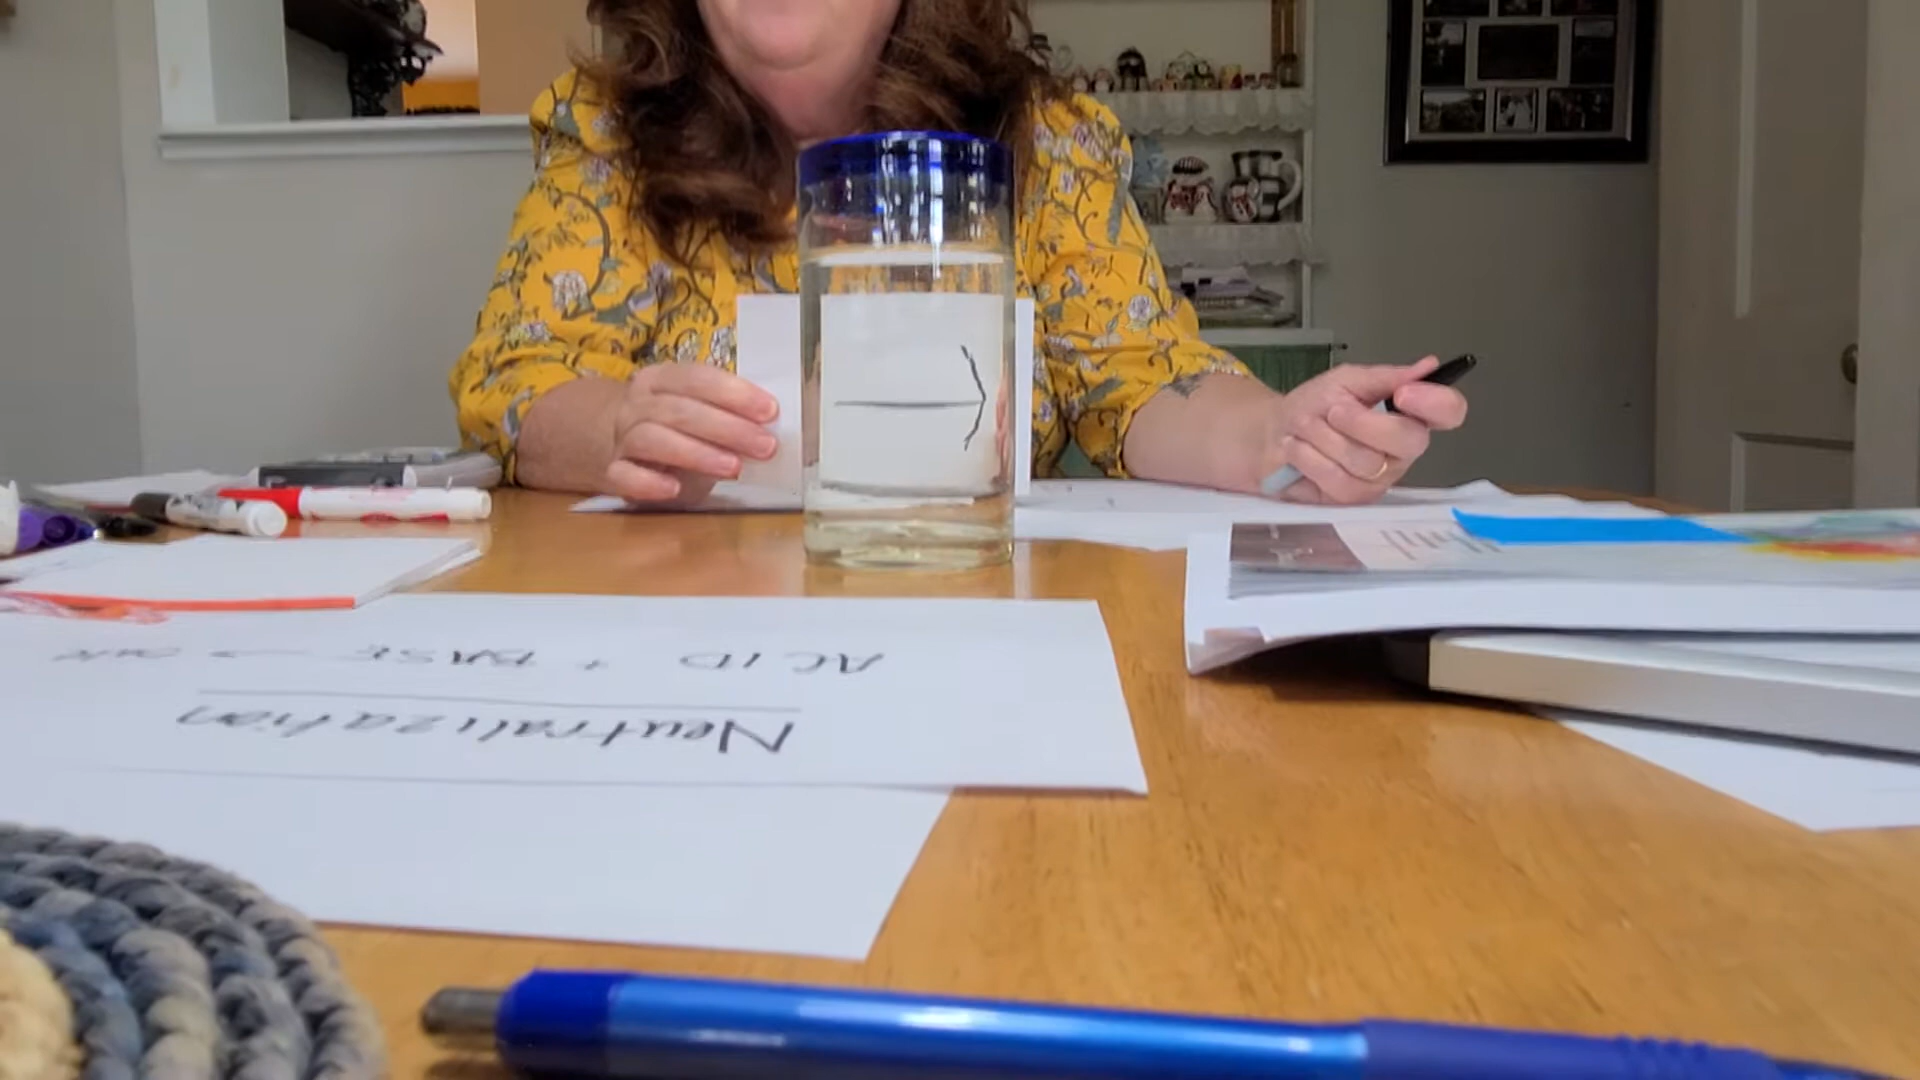 Neutralization
ACID + BASE →